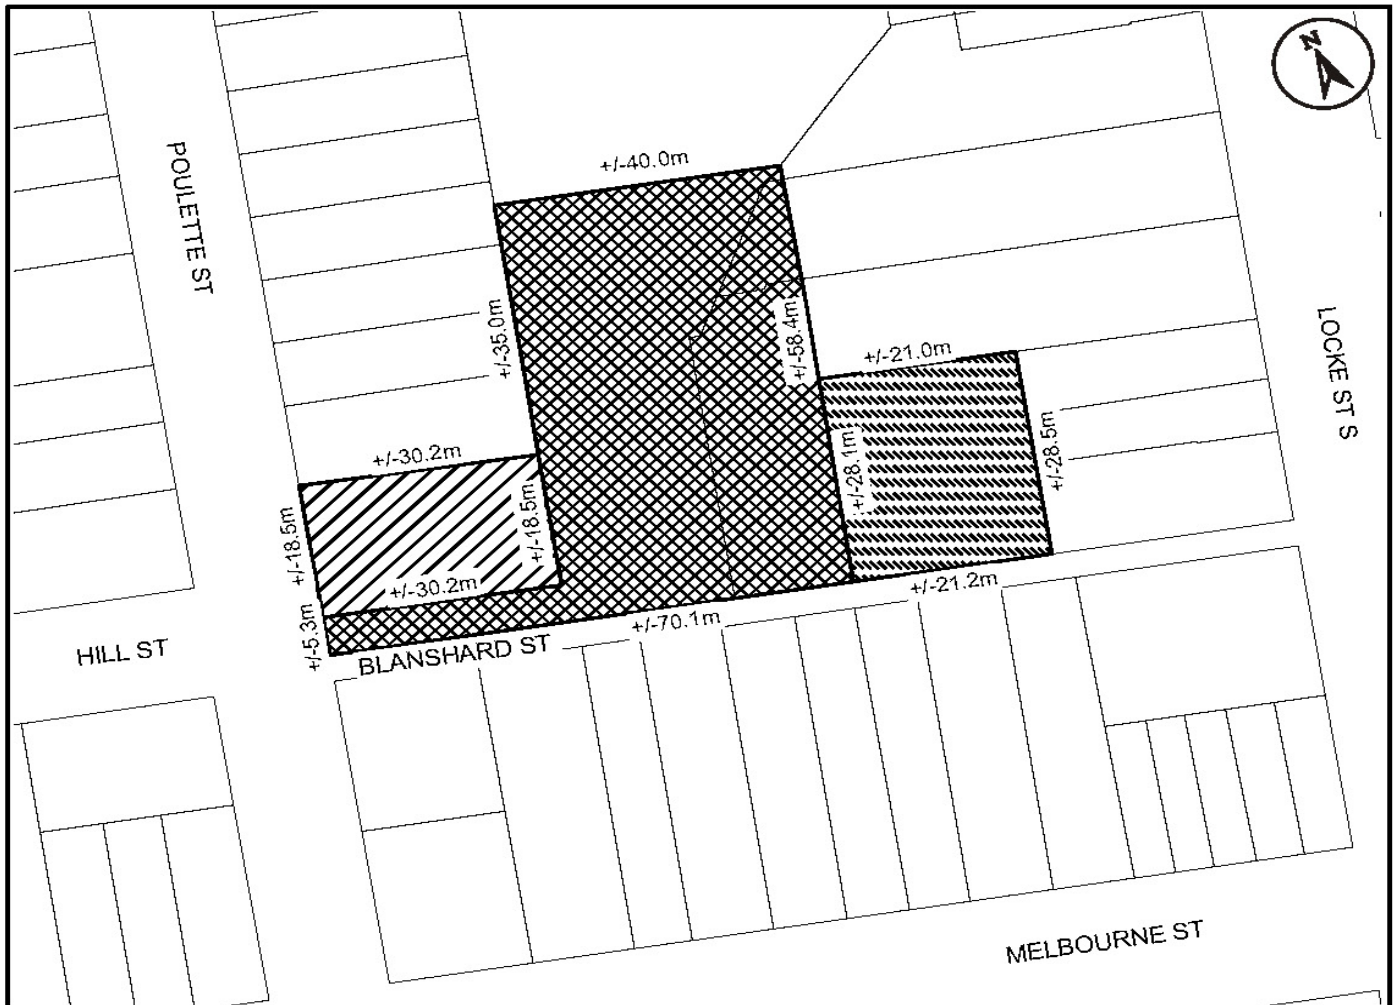 N
POULETTE ST
+/-40.0m
+/-35.0m
+/-58.4m
LOCKE ST S
+/-21.0m
+/-28.1m
+/-28.5m
+/-30.2m
+/-18.5m
+/-18.5m
+/-30.2m
+/-5.3m
+/-21.2m
+/-70.1m
HILL ST
BLANSHARD ST
MELBOURNE ST